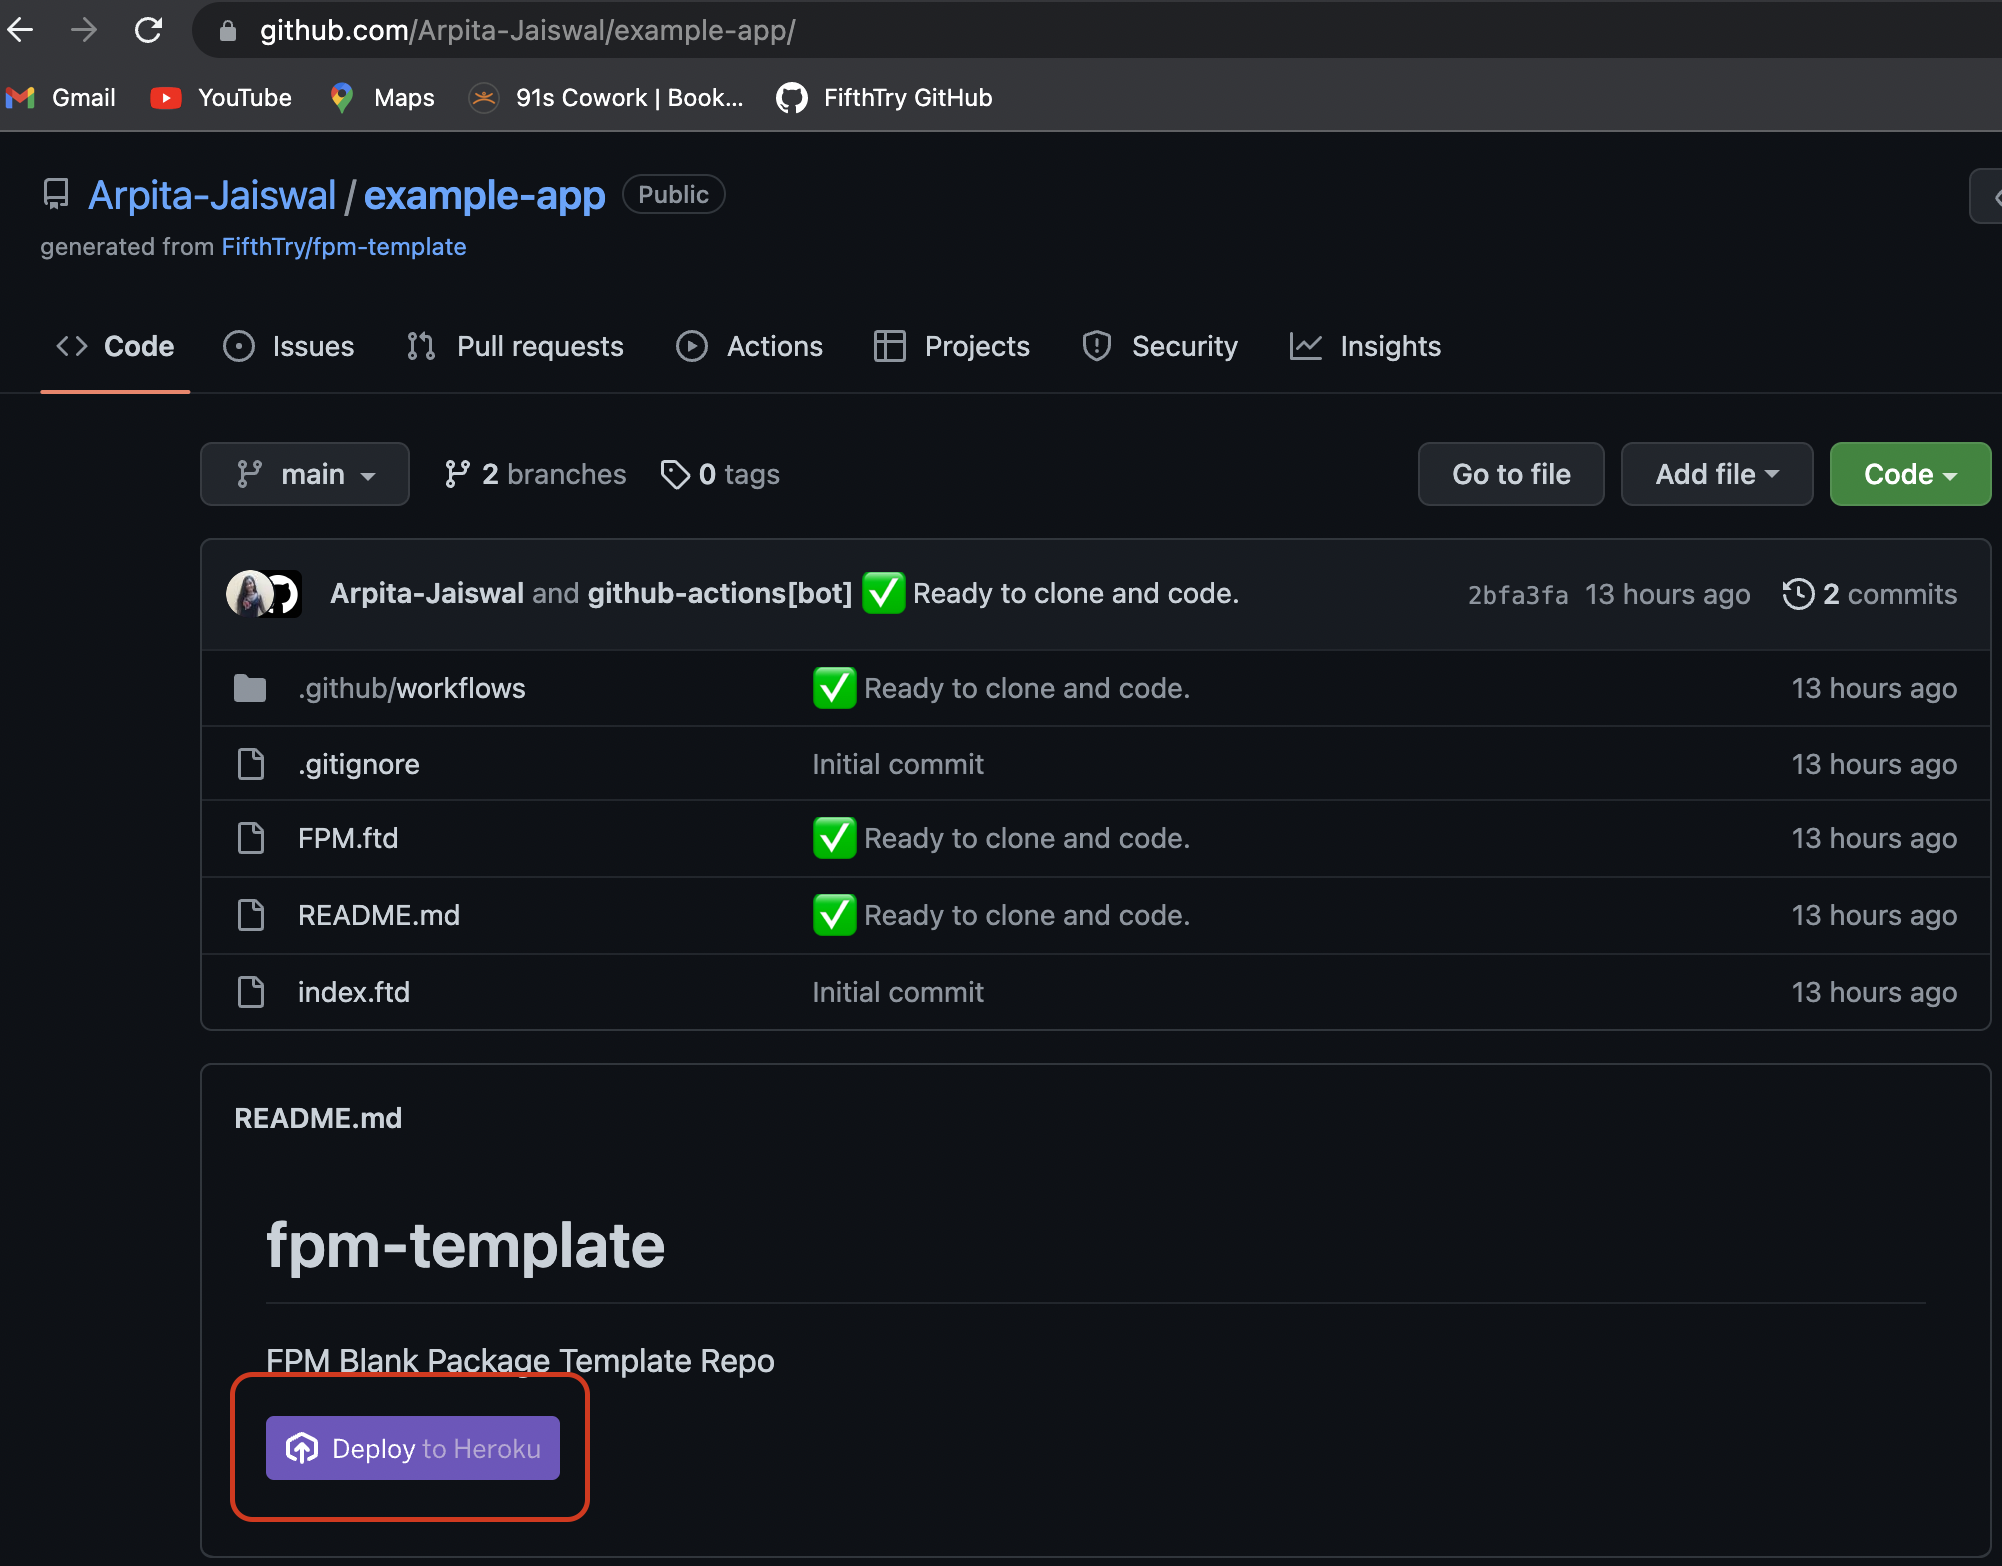 github.com/Arpita-Jaiswal/example-app/
Gmail YouTube Maps 91s Cowork | Book... FifthTry GitHub
Arpita-Jaiswal / example-app Public
generated from FifthTry/fpm-template
Code Issues Pull requests Actions Projects Security Insights
main 2 branches 0 tags Go to file Add file Code
Arpita-Jaiswal and github-actions[bot] ✅ Ready to clone and code. 2bfa3fa 13 hours ago 2 commits
.github/workflows ✅ Ready to clone and code. 13 hours ago
.gitignore Initial commit 13 hours ago
FPM.ftd ✅ Ready to clone and code. 13 hours ago
README.md ✅ Ready to clone and code. 13 hours ago
index.ftd Initial commit 13 hours ago
README.md
fpm-template
FPM Blank Package Template Repo
Deploy to Heroku